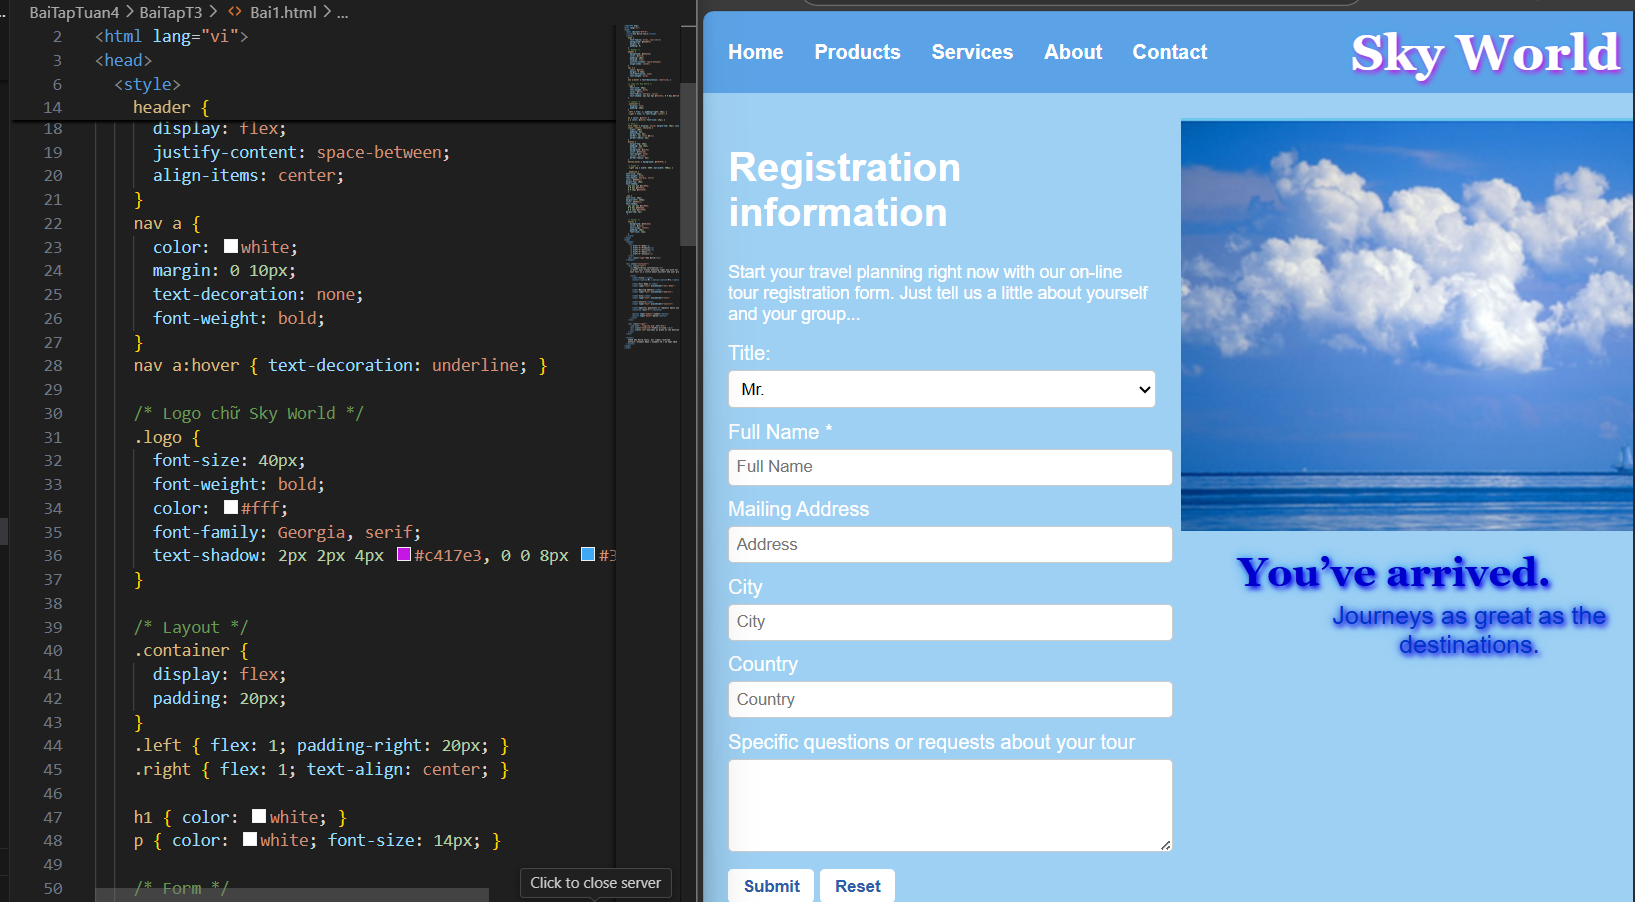 ... BaiTapTuan4 > BaiTapT3 > <> Bai1.html > ...
2 <html lang="vi">
3 <head>
6 <style>
14 header {
18 display: flex;
19 justify-content: space-between;
20 align-items: center;
21 }
22 nav a {
23 color: white;
24 margin: 0 10px;
25 text-decoration: none;
26 font-weight: bold;
27 }
28 nav a:hover { text-decoration: underline; }
29
30 /* Logo chữ Sky World */
31 .logo {
32 font-size: 40px;
33 font-weight: bold;
34 color: #fff;
35 font-family: Georgia, serif;
36 text-shadow: 2px 2px 4px #c417e3, 0 0 8px #3
37 }
38
39 /* Layout */
40 .container {
41 display: flex;
42 padding: 20px;
43 }
44 .left { flex: 1; padding-right: 20px; }
45 .right { flex: 1; text-align: center; }
46
47 h1 { color: white; }
48 p { color: white; font-size: 14px; }
49
50 /* Form */
Click to close server
Home Products Services About Contact
Sky World
Registration
information
Start your travel planning right now with our on-line
tour registration form. Just tell us a little about yourself
and your group...
Title:
Mr.
Full Name *
Full Name
Mailing Address
Address
City
City
Country
Country
Specific questions or requests about your tour
Submit Reset
You’ve arrived.
Journeys as great as the
destinations.